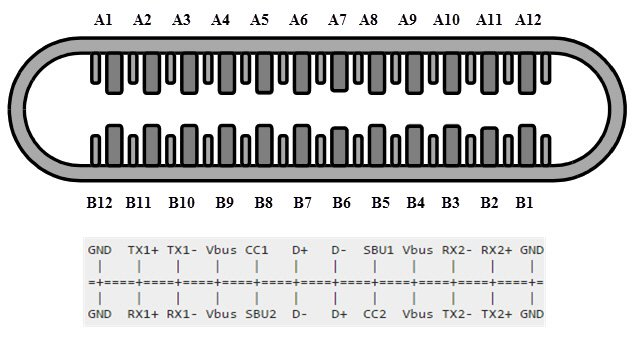 A1 A2 A3 A4 A5 A6 A7 A8 A9 A10 A11 A12
B12 B11 B10 B9 B8 B7 B6 B5 B4 B3 B2 B1
GND TX1+ TX1- Vbus CC1 D+ D- SBU1 Vbus RX2- RX2+ GND
| | | | | | | | | | | |
=+====+====+====+====+====+====+====+====+====+====+====+=
| | | | | | | | | | | |
GND RX1+ RX1- Vbus SBU2 D- D+ CC2 Vbus TX2- TX2+ GND